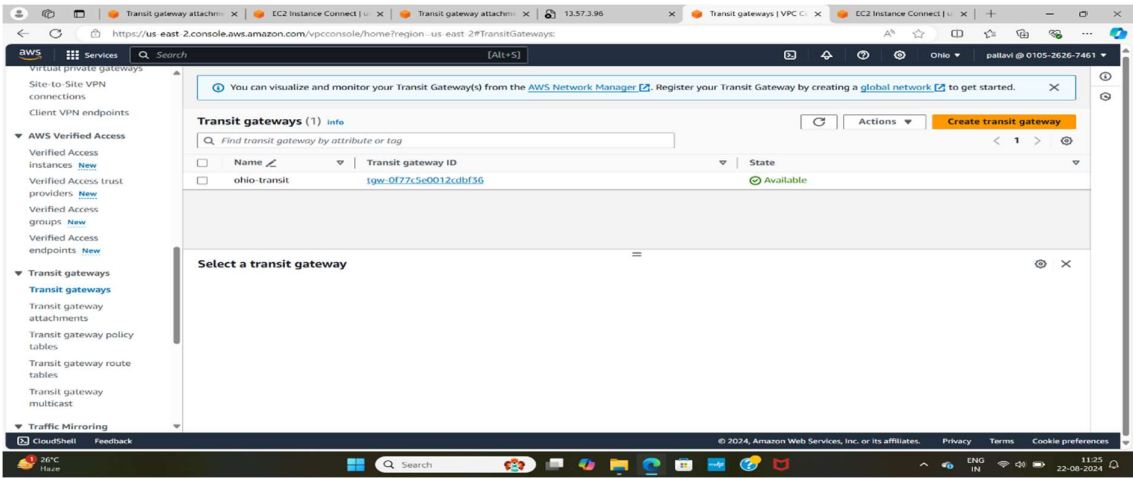 Transit gateway attachme
EC2 Instance Connect | u
Transit gateway attachme
13.57.3.96
Transit gateways | VPC C
EC2 Instance Connect | u
https://us-east-2.console.aws.amazon.com/vpcconsole/home?region=us-east-2#TransitGateways:
aws Services Search [Alt+S] Ohio pallavi @ 0105-2626-7461
Virtual private gateways
Site-to-Site VPN
connections
Client VPN endpoints
AWS Verified Access
Verified Access
instances New
Verified Access trust
providers New
Verified Access
groups New
Verified Access
endpoints New
Transit gateways
Transit gateways
Transit gateway
attachments
Transit gateway policy
tables
Transit gateway route
tables
Transit gateway
multicast
Traffic Mirroring
You can visualize and monitor your Transit Gateway(s) from the AWS Network Manager. Register your Transit Gateway by creating a global network to get started.
Transit gateways (1) Info
Actions
Create transit gateway
Find transit gateway by attribute or tag
1
Name Transit gateway ID State
ohio-transit tgw-0f77c5e0012cdbf36 Available
Select a transit gateway
CloudShell Feedback © 2024, Amazon Web Services, Inc. or its affiliates. Privacy Terms Cookie preferences
1
26°C
Haze
Search
ENG
IN
11:25
22-08-2024